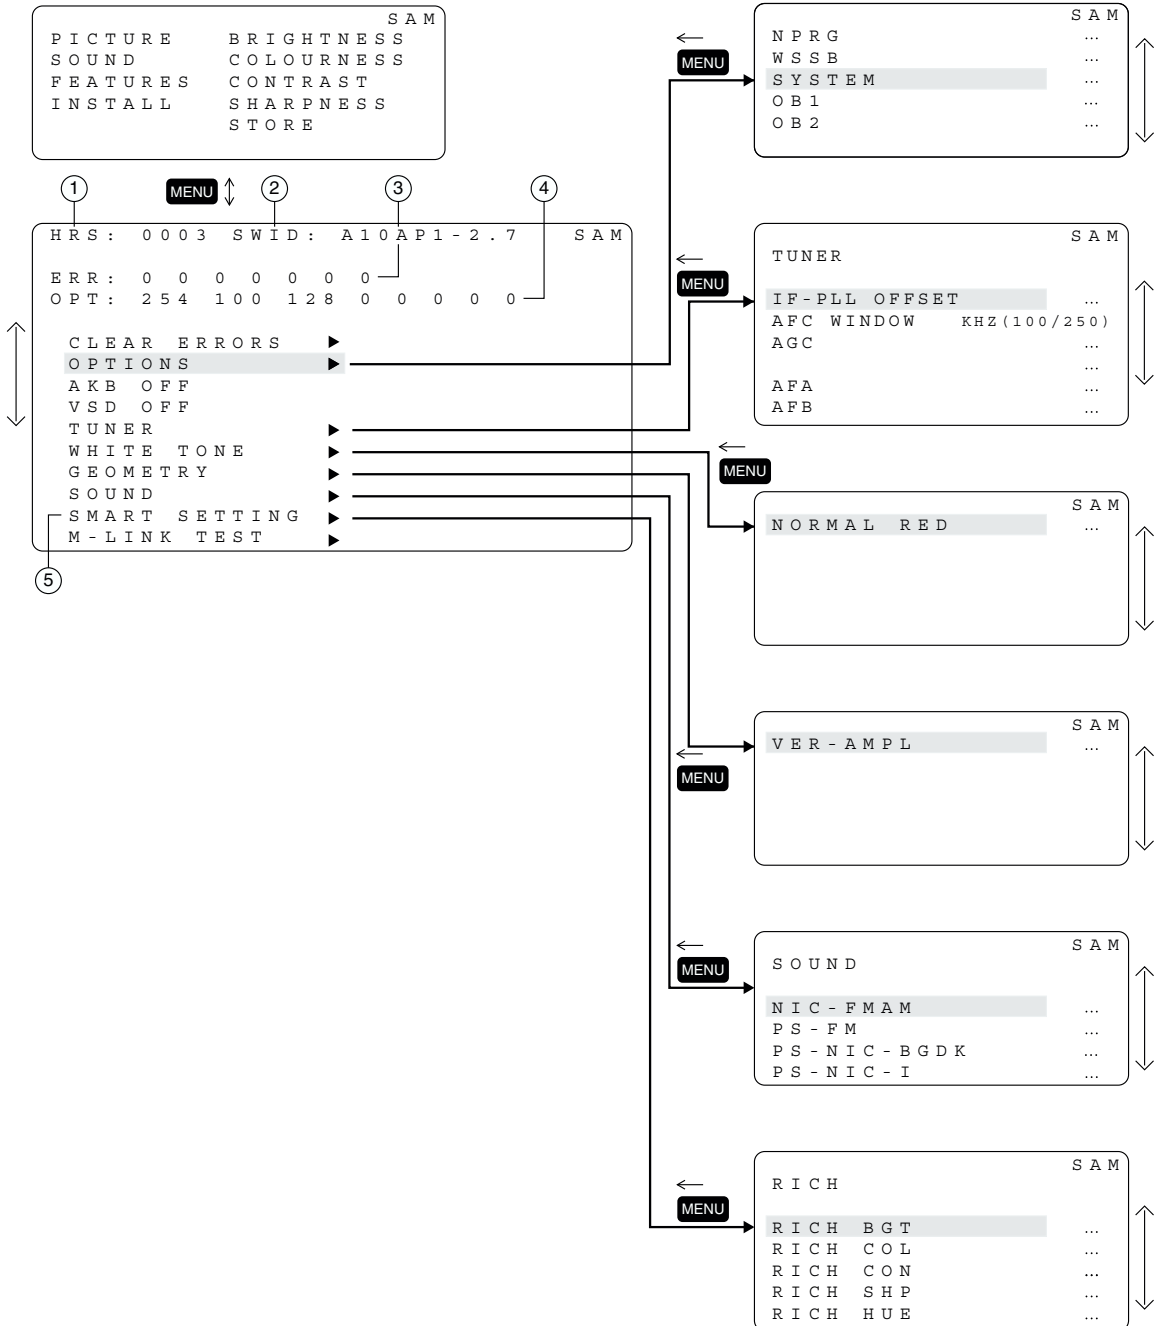 SAM
PICTURE BRIGHTNESS
SOUND COLOURNESS
FEATURES CONTRAST
INSTALL SHARPNESS
STORE
1 MENU 2 3 4
HRS: 0003 SWID: A10AP1-2.7 SAM
ERR: 0 0 0 0 0 0 0
OPT: 254 100 128 0 0 0 0 0
CLEAR ERRORS ▶
OPTIONS ▶
AKB OFF
VSD OFF
TUNER ▶
WHITE TONE ▶
GEOMETRY ▶
SOUND ▶
SMART SETTING ▶
M-LINK TEST ▶
5
MENU
SAM
NPRG ...
WSSB ...
SYSTEM ...
OB1 ...
OB2 ...
MENU
SAM
TUNER
IF-PLL OFFSET ...
AFC WINDOW KHZ(100/250)
AGC ...
...
AFA ...
AFB ...
MENU
SAM
NORMAL RED ...
MENU
SAM
VER-AMPL ...
MENU
SAM
SOUND
NIC-FMAM ...
PS-FM ...
PS-NIC-BGDK ...
PS-NIC-I ...
MENU
SAM
RICH
RICH BGT ...
RICH COL ...
RICH CON ...
RICH SHP ...
RICH HUE ...